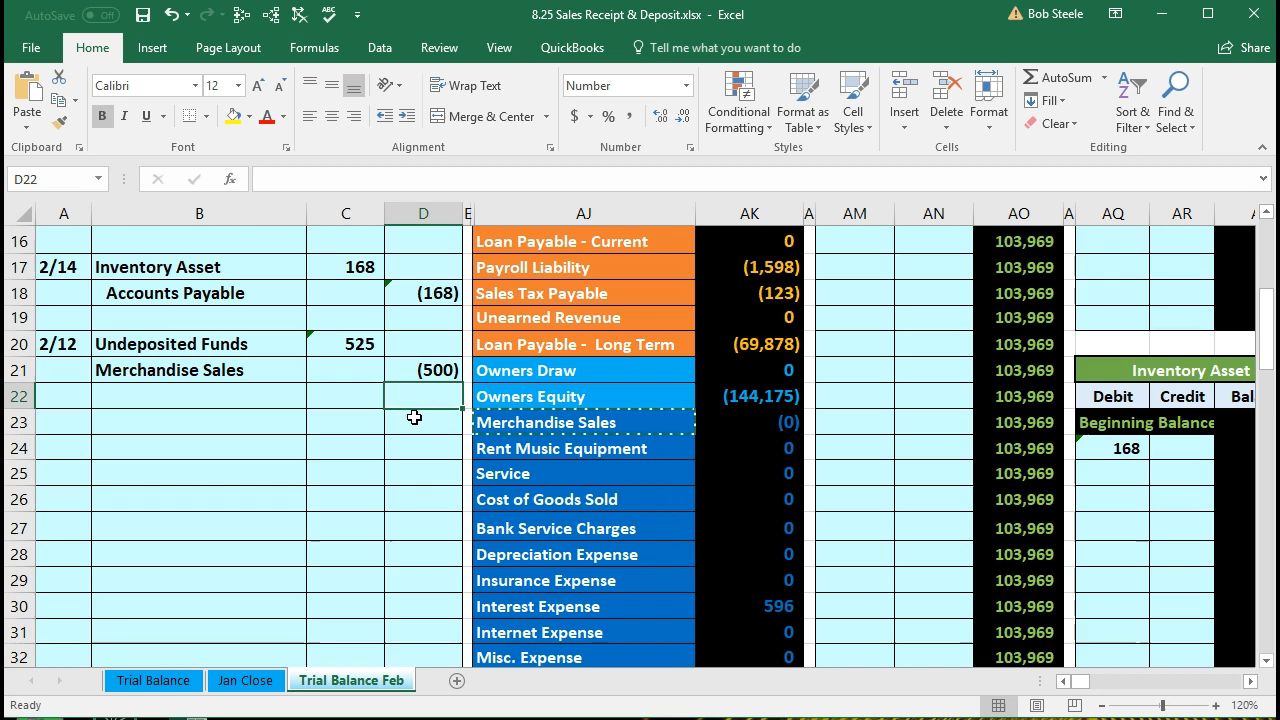 AutoSave Off 8.25 Sales Receipt & Deposit.xlsx - Excel Bob Steele
File Home Insert Page Layout Formulas Data Review View QuickBooks Tell me what you want to do Share
Calibri 12 Wrap Text Number AutoSum
Paste Merge & Center $ % Conditional Formatting Format as Table Cell Styles Insert Delete Format Fill Clear Sort & Filter Find & Select
Clipboard Font Alignment Number Styles Cells Editing
D22 fx
A B C D E AJ AK A AM AN AO A AQ AR
16 Loan Payable - Current 0 103,969
17 2/14 Inventory Asset 168 Payroll Liability (1,598) 103,969
18 Accounts Payable (168) Sales Tax Payable (123) 103,969
19 Unearned Revenue 0 103,969
20 2/12 Undeposited Funds 525 Loan Payable - Long Term (69,878) 103,969
21 Merchandise Sales (500) Owners Draw 0 103,969 Inventory Asset
22 Owners Equity (144,175) 103,969 Debit Credit Bal
23 Merchandise Sales (0) 103,969 Beginning Balance
24 Rent Music Equipment 0 103,969 168
25 Service 0 103,969
26 Cost of Goods Sold 0 103,969
27 Bank Service Charges 0 103,969
28 Depreciation Expense 0 103,969
29 Insurance Expense 0 103,969
30 Interest Expense 596 103,969
31 Internet Expense 0 103,969
32 Misc. Expense 0 103,969
Trial Balance Jan Close Trial Balance Feb
Ready 120%